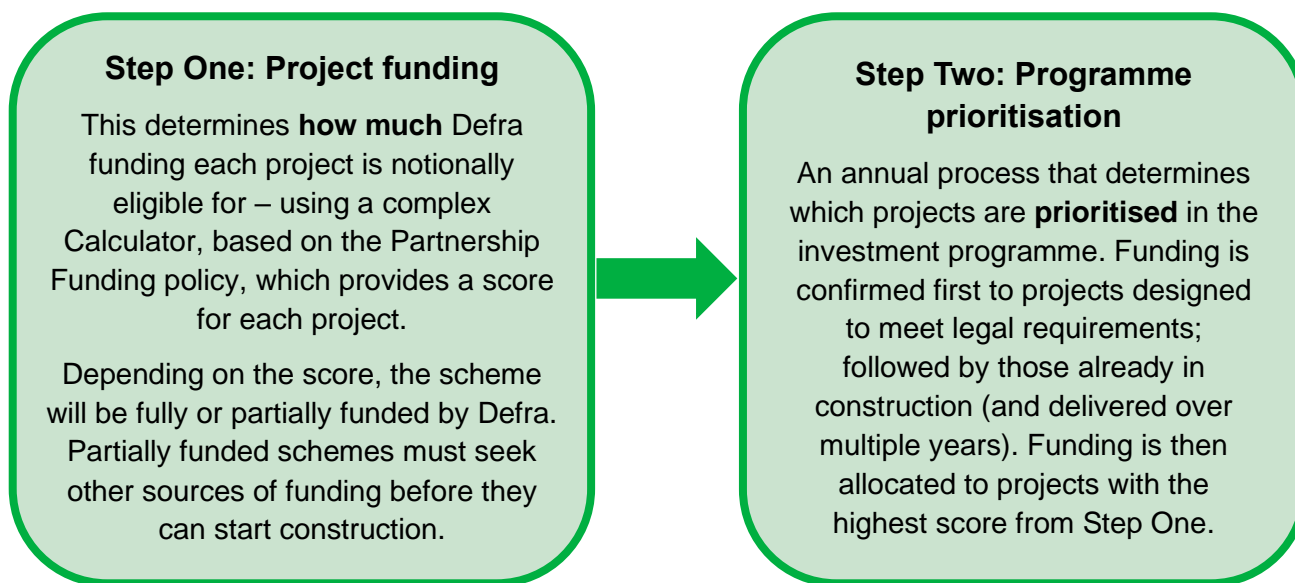 Step One: Project funding
This determines how much Defra
funding each project is notionally
eligible for – using a complex
Calculator, based on the Partnership
Funding policy, which provides a score
for each project.
Depending on the score, the scheme
will be fully or partially funded by Defra.
Partially funded schemes must seek
other sources of funding before they
can start construction.
Step Two: Programme
prioritisation
An annual process that determines
which projects are prioritised in the
investment programme. Funding is
confirmed first to projects designed
to meet legal requirements;
followed by those already in
construction (and delivered over
multiple years). Funding is then
allocated to projects with the
highest score from Step One.